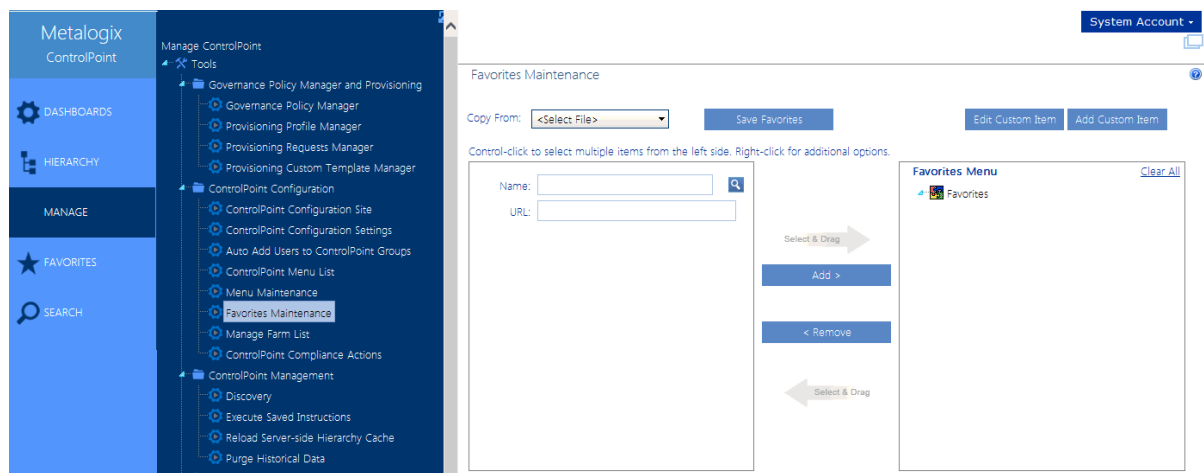 Metalogix
ControlPoint
DASHBOARDS
HIERARCHY
MANAGE
FAVORITES
SEARCH
Manage ControlPoint
Tools
Governance Policy Manager and Provisioning
Governance Policy Manager
Provisioning Profile Manager
Provisioning Requests Manager
Provisioning Custom Template Manager
ControlPoint Configuration
ControlPoint Configuration Site
ControlPoint Configuration Settings
Auto Add Users to ControlPoint Groups
ControlPoint Menu List
Menu Maintenance
Favorites Maintenance
Manage Farm List
ControlPoint Compliance Actions
ControlPoint Management
Discovery
Execute Saved Instructions
Reload Server-side Hierarchy Cache
Purge Historical Data
System Account
Favorites Maintenance
Copy From: <Select File> Save Favorites Edit Custom Item Add Custom Item
Control-click to select multiple items from the left side. Right-click for additional options.
Name:
URL:
Select & Drag
Add >
< Remove
Select & Drag
Favorites Menu Clear All
Favorites